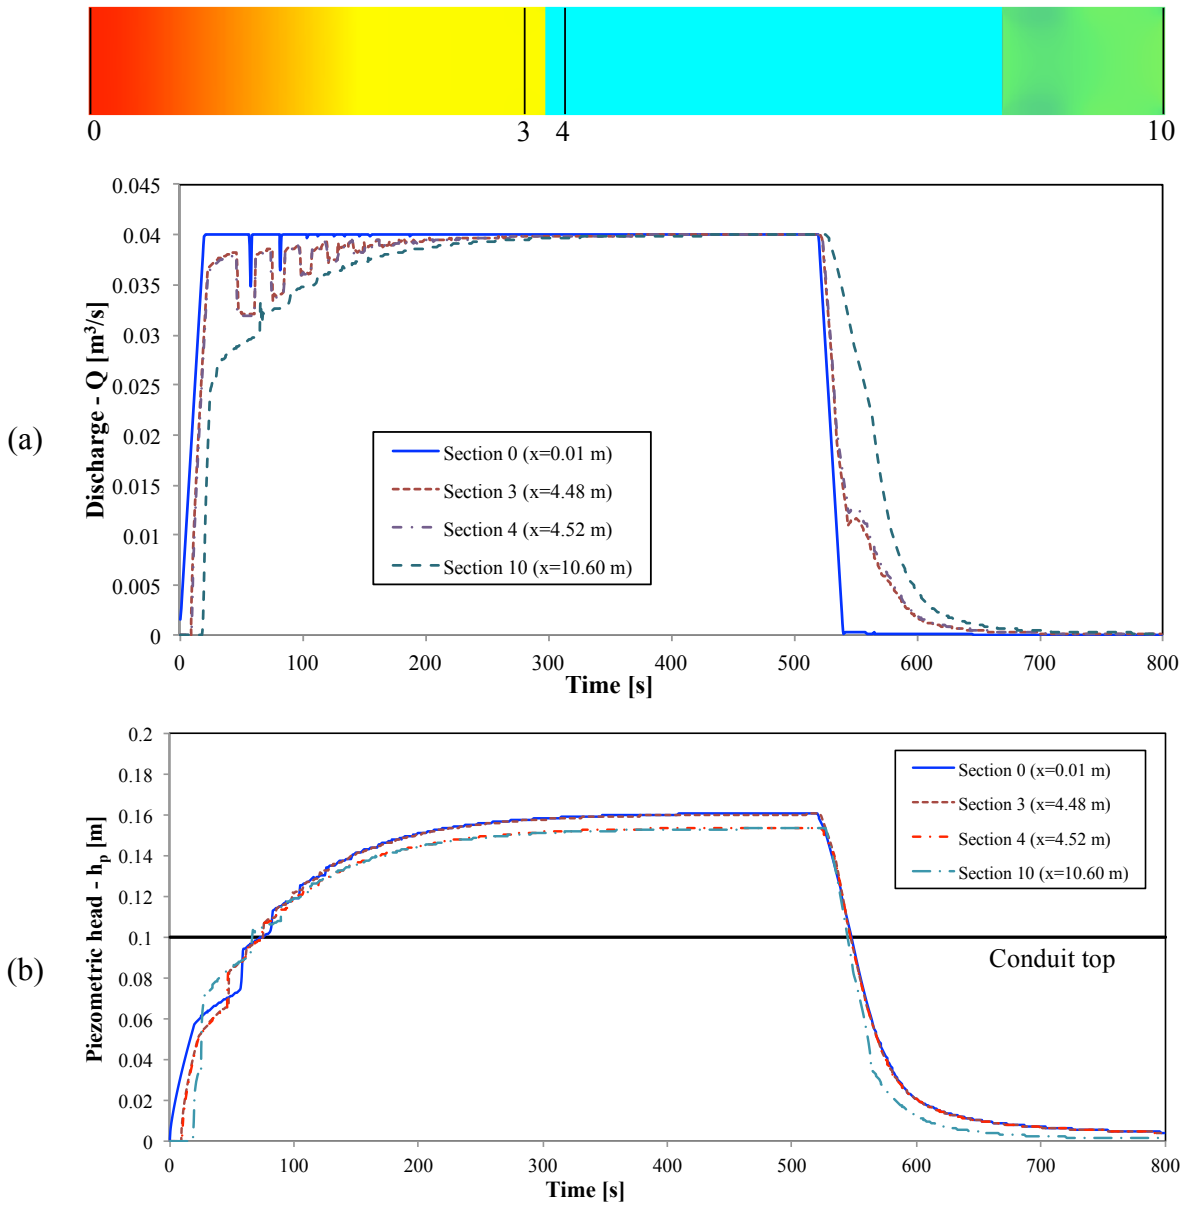 0 3 4 10
(a)
Discharge - Q [m³/s]
0.045
0.04
0.035
0.03
0.025
0.02
0.015
0.01
0.005
0
Section 0 (x=0.01 m)
Section 3 (x=4.48 m)
Section 4 (x=4.52 m)
Section 10 (x=10.60 m)
0 100 200 300 400 500 600 700 800
Time [s]
(b)
Piezometric head - hₚ [m]
0.2
0.18
0.16
0.14
0.12
0.1
0.08
0.06
0.04
0.02
0
Section 0 (x=0.01 m)
Section 3 (x=4.48 m)
Section 4 (x=4.52 m)
Section 10 (x=10.60 m)
Conduit top
0 100 200 300 400 500 600 700 800
Time [s]